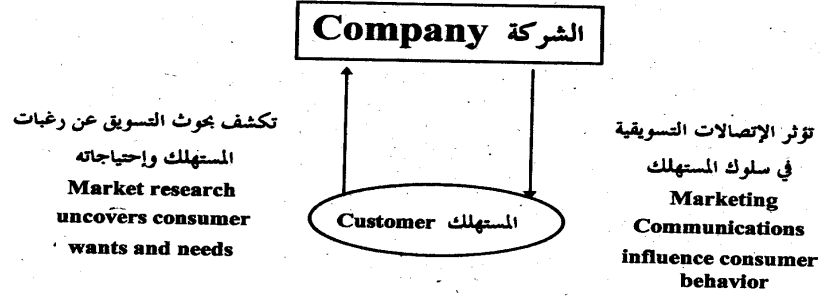 الشركة Company
تكشف بحوث التسويق عن رغبات
المستهلك وإحتياجاته
Market research
uncovers consumer
wants and needs
تؤثر الإتصالات التسويقية
في سلوك المستهلك
Marketing
Communications
influence consumer
behavior
المستهلك Customer